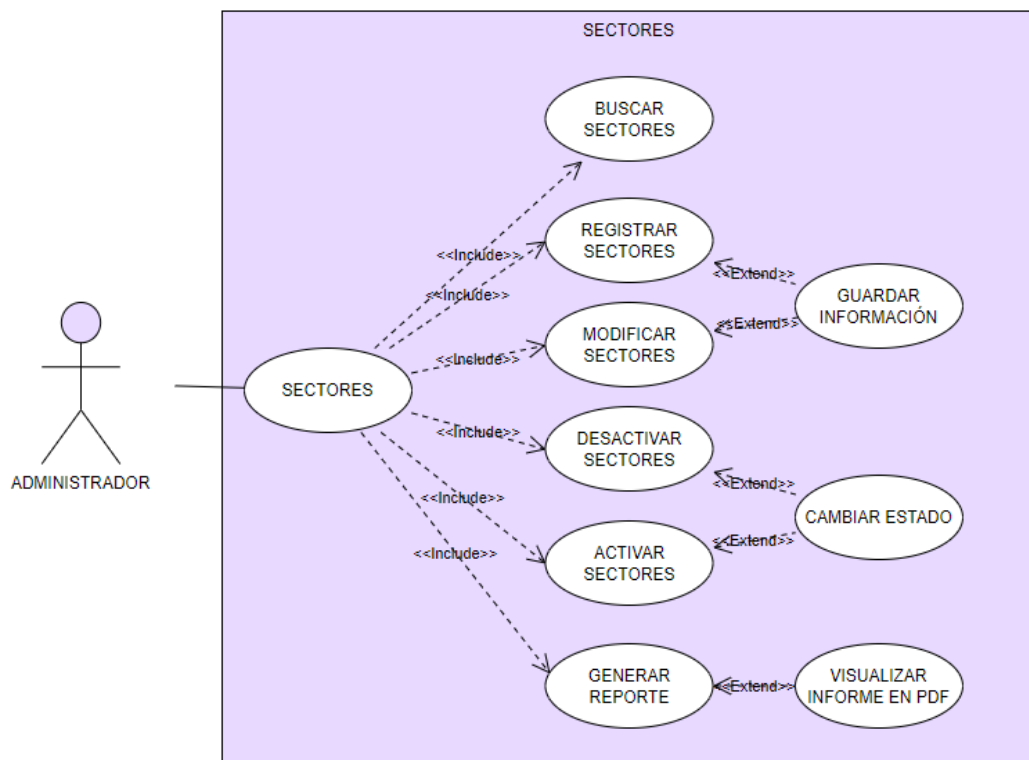 SECTORES
BUSCAR
SECTORES
REGISTRAR
SECTORES
<<Include>>
<<Include>>
<<Extend>>
GUARDAR
INFORMACIÓN
<<Extend>>
MODIFICAR
SECTORES
<<Include>>
SECTORES
ADMINISTRADOR
<<Include>>
DESACTIVAR
SECTORES
<<Extend>>
CAMBIAR ESTADO
<<Include>>
<<Extend>>
ACTIVAR
SECTORES
<<Include>>
GENERAR
REPORTE
<<Extend>>
VISUALIZAR
INFORME EN PDF